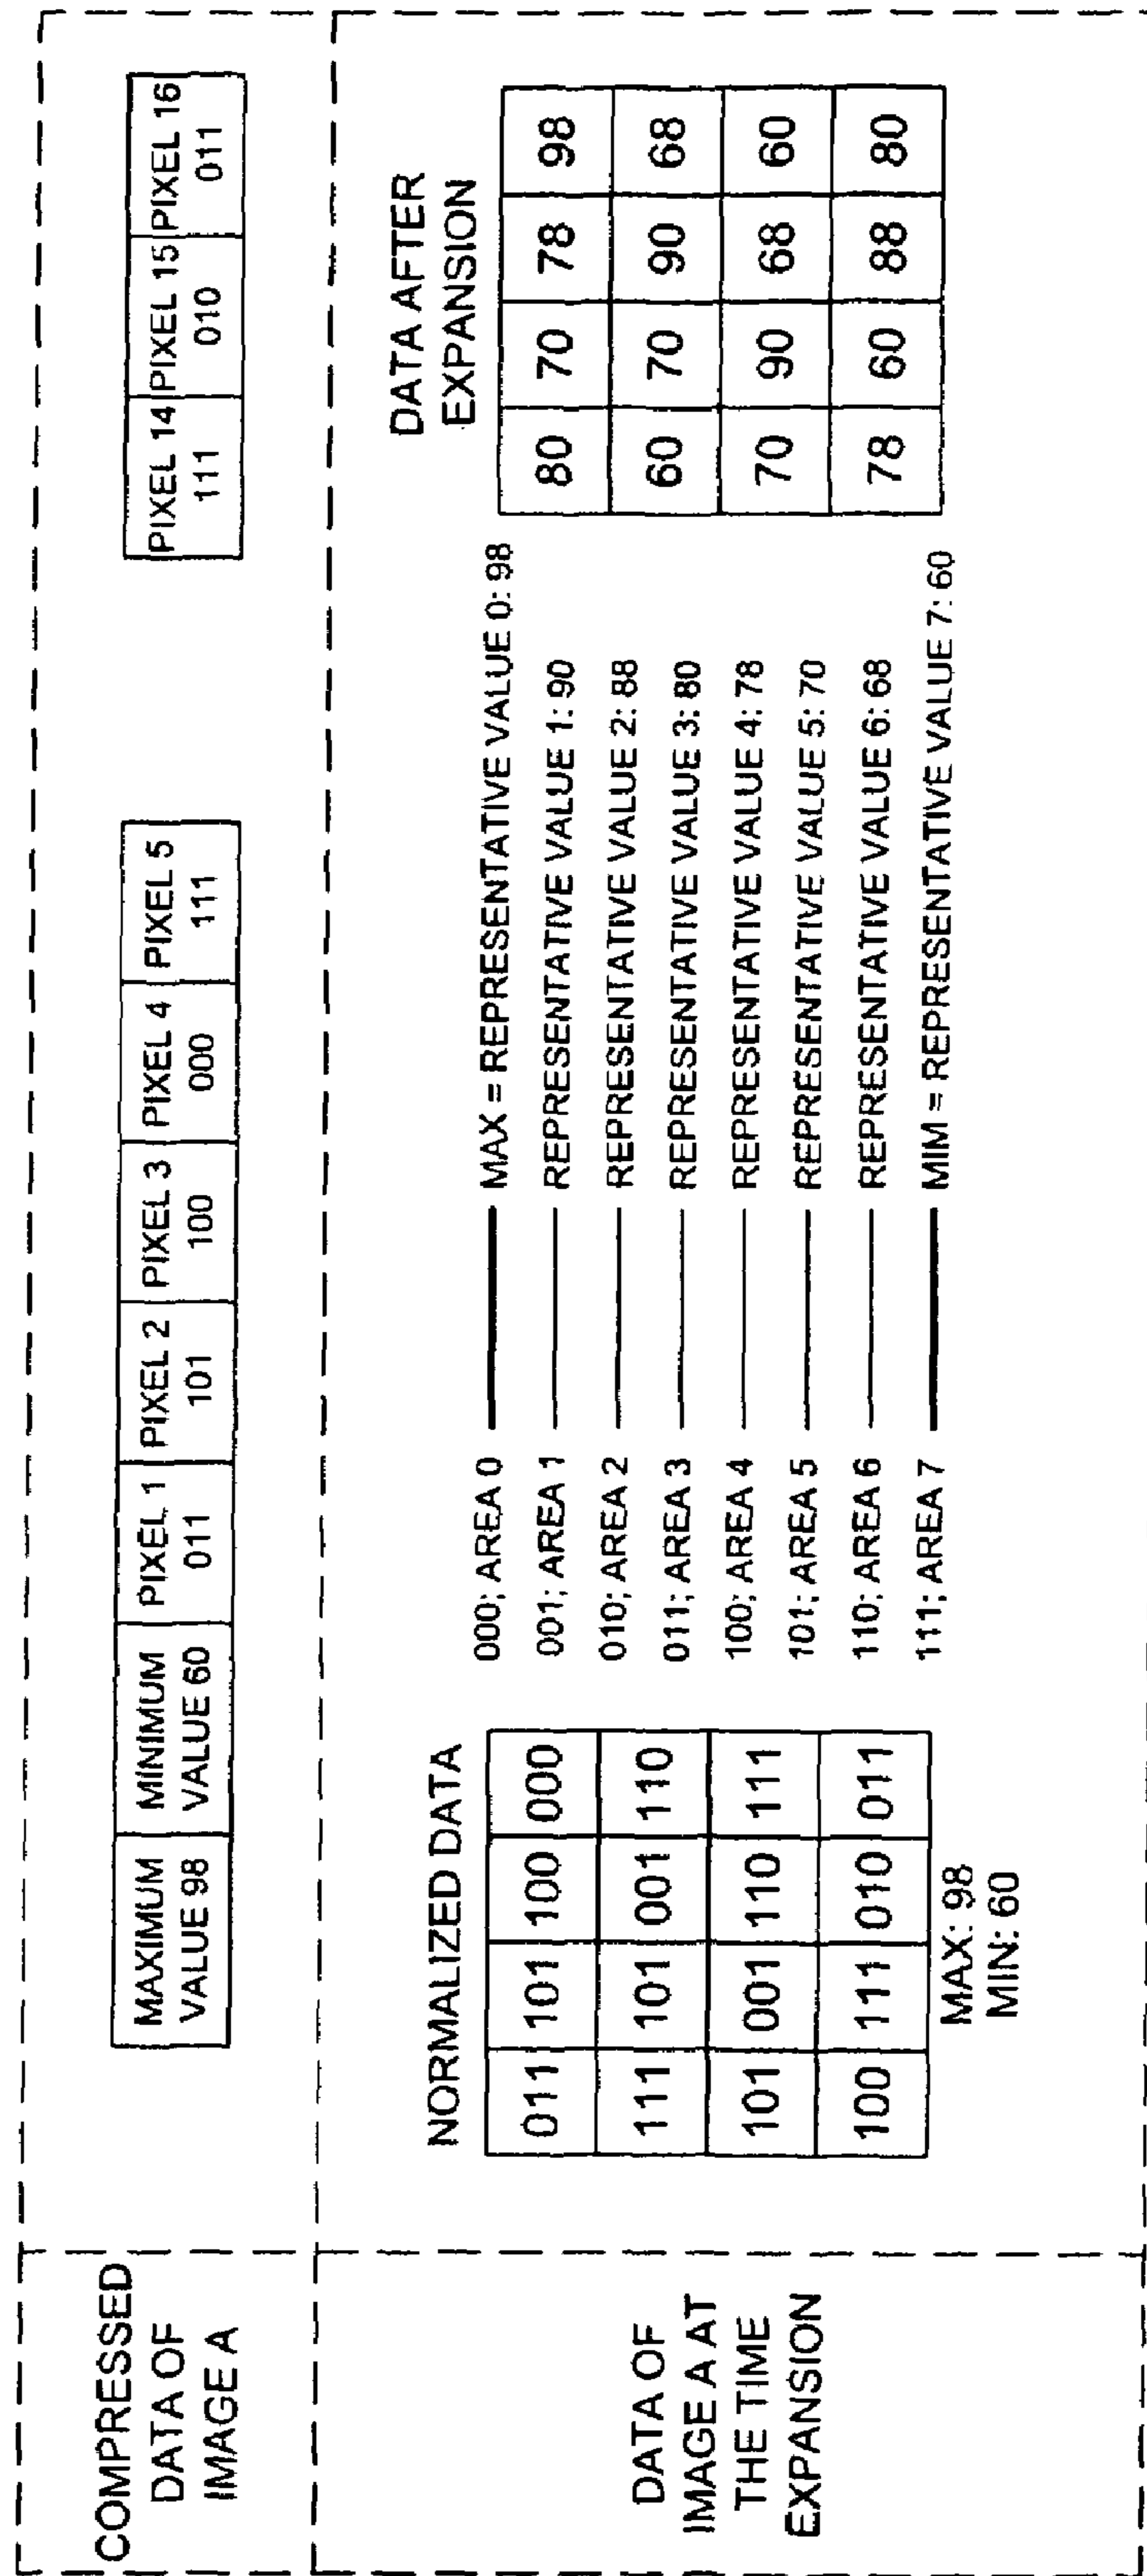 COMPRESSED
DATA OF
IMAGE A
MAXIMUM
VALUE 98
MINIMUM
VALUE 60
PIXEL 1
011
PIXEL 2
101
PIXEL 3
100
PIXEL 4
000
PIXEL 5
111
PIXEL 14
111
PIXEL 15
010
PIXEL 16
011
DATA OF
IMAGE A AT
THE TIME
EXPANSION
NORMALIZED DATA
011 101 100 000
111 101 001 110
101 001 110 111
100 111 010 011
MAX: 98
MIN: 60
000; AREA 0 MAX = REPRESENTATIVE VALUE 0: 98
001; AREA 1 REPRESENTATIVE VALUE 1: 90
010; AREA 2 REPRESENTATIVE VALUE 2: 88
011; AREA 3 REPRESENTATIVE VALUE 3: 80
100; AREA 4 REPRESENTATIVE VALUE 4: 78
101; AREA 5 REPRESENTATIVE VALUE 5: 70
110; AREA 6 REPRESENTATIVE VALUE 6: 68
111; AREA 7 MIM = REPRESENTATIVE VALUE 7: 60
DATA AFTER
EXPANSION
80 70 78 98
60 70 90 68
70 90 68 60
78 60 88 80